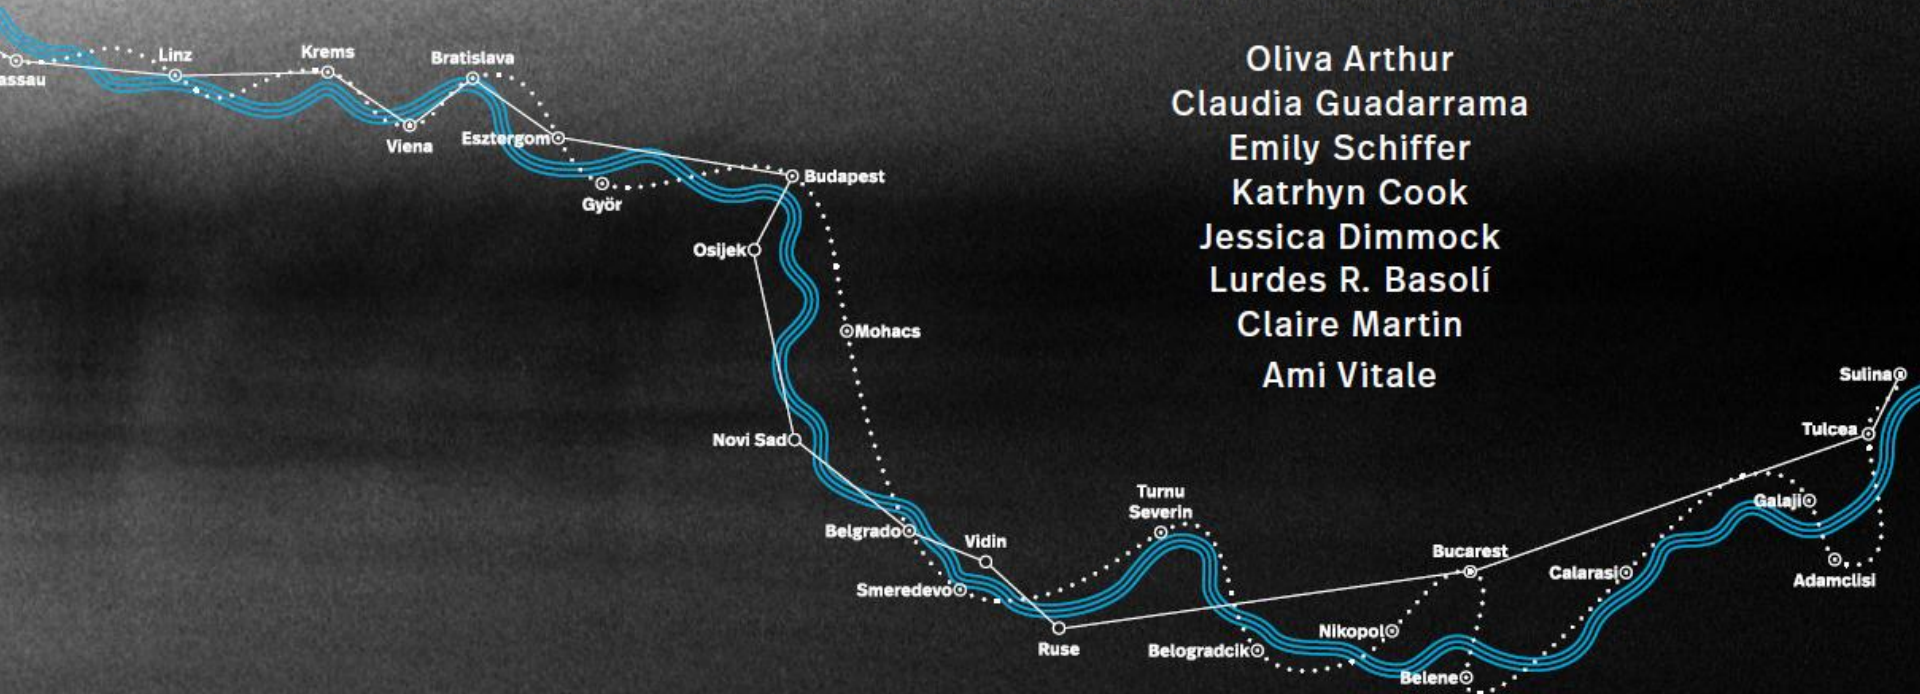 Linz
Krems
Bratislava
assau
Viena
Esztergom
Györ
Budapest
Osijek
Mohacs
Novi Sad
Belgrado
Vidin
Smeredevo
Ruse
Turnu
Severin
Belogradcik
Nikopol
Belene
Bucarest
Calarasi
Galaji
Adamclisi
Tulcea
Sulina
Oliva Arthur
Claudia Guadarrama
Emily Schiffer
Katrhyn Cook
Jessica Dimmock
Lurdes R. Basolí
Claire Martin
Ami Vitale